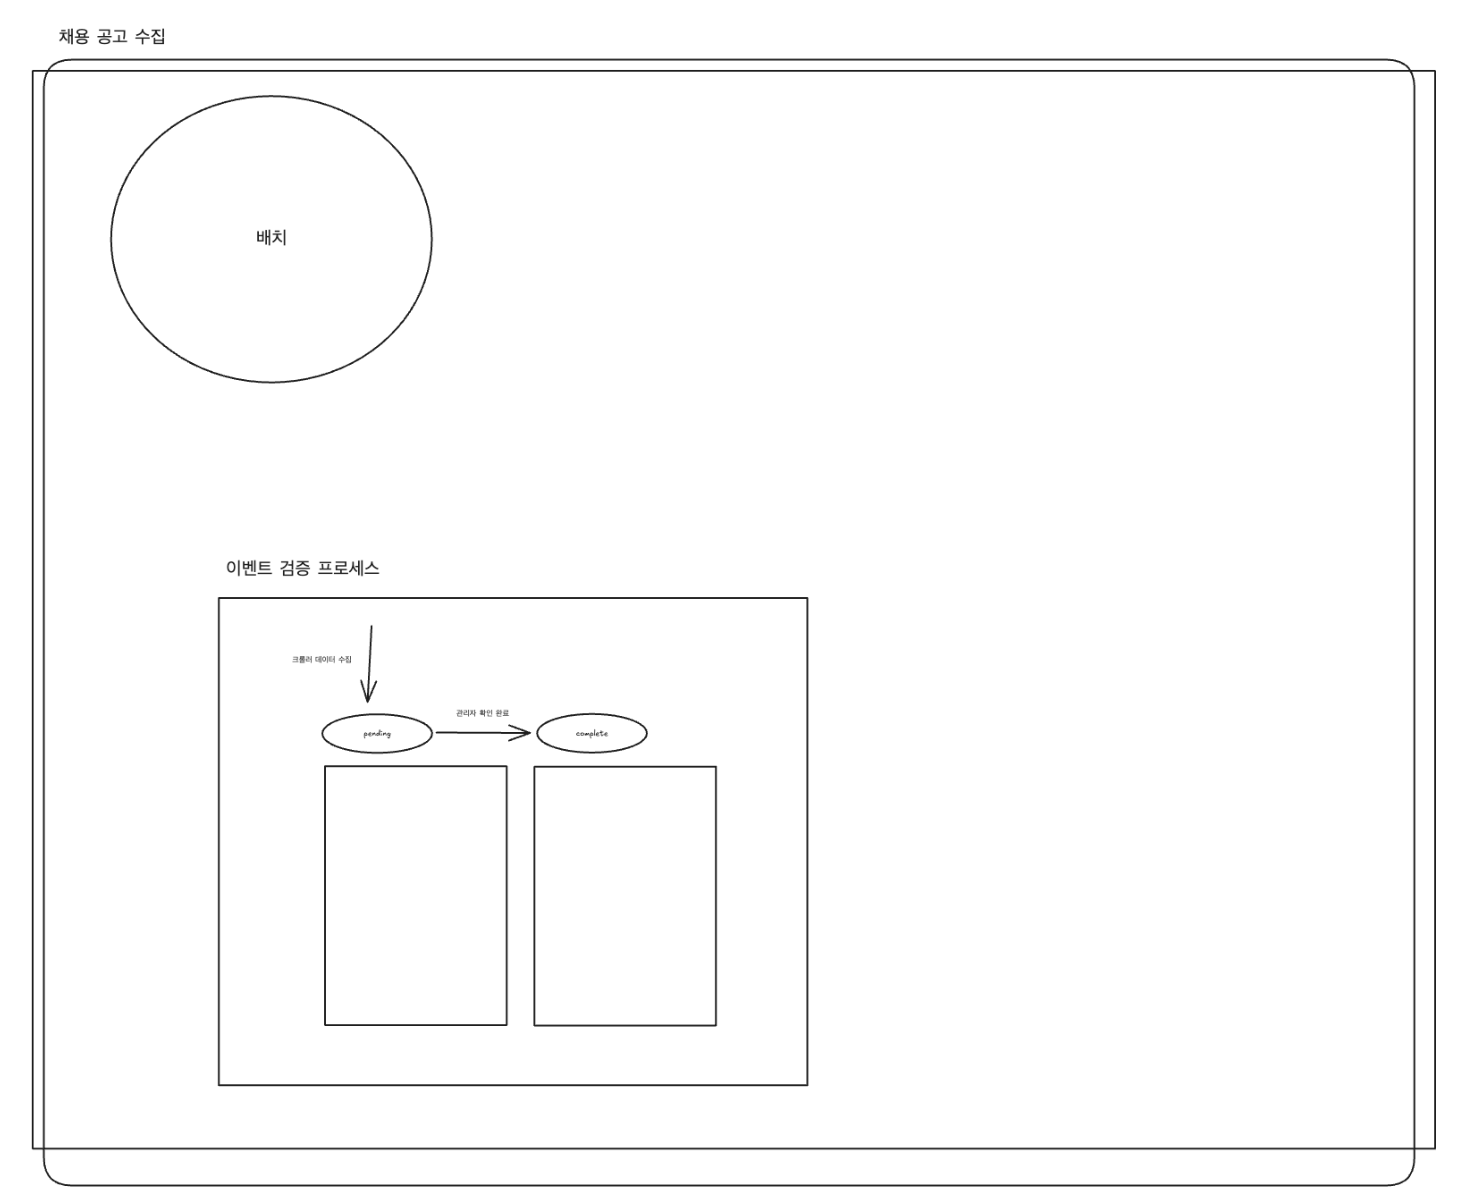 채용 공고 수집
배치
이벤트 검증 프로세스
크롤러 데이터 수집
관리자 확인 완료
pending
complete